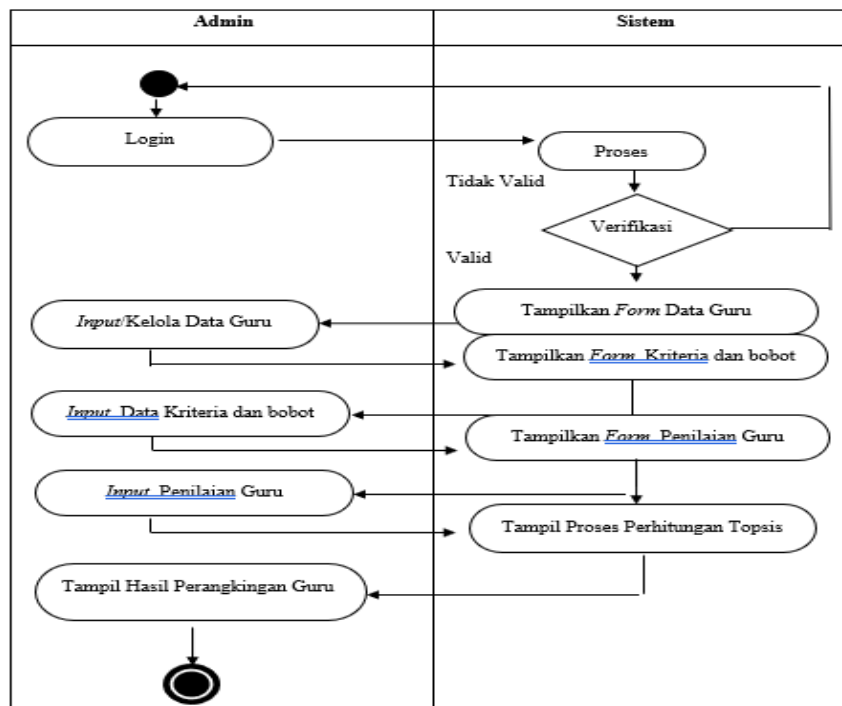 Admin
Sistem
Login
Proses
Tidak Valid
Verifikasi
Valid
Tampilkan Form Data Guru
Input/Kelola Data Guru
Tampilkan Form Kriteria dan bobot
Input Data Kriteria dan bobot
Tampilkan Form Penilaian Guru
Input Penilaian Guru
Tampil Proses Perhitungan Topsis
Tampil Hasil Perangkingan Guru